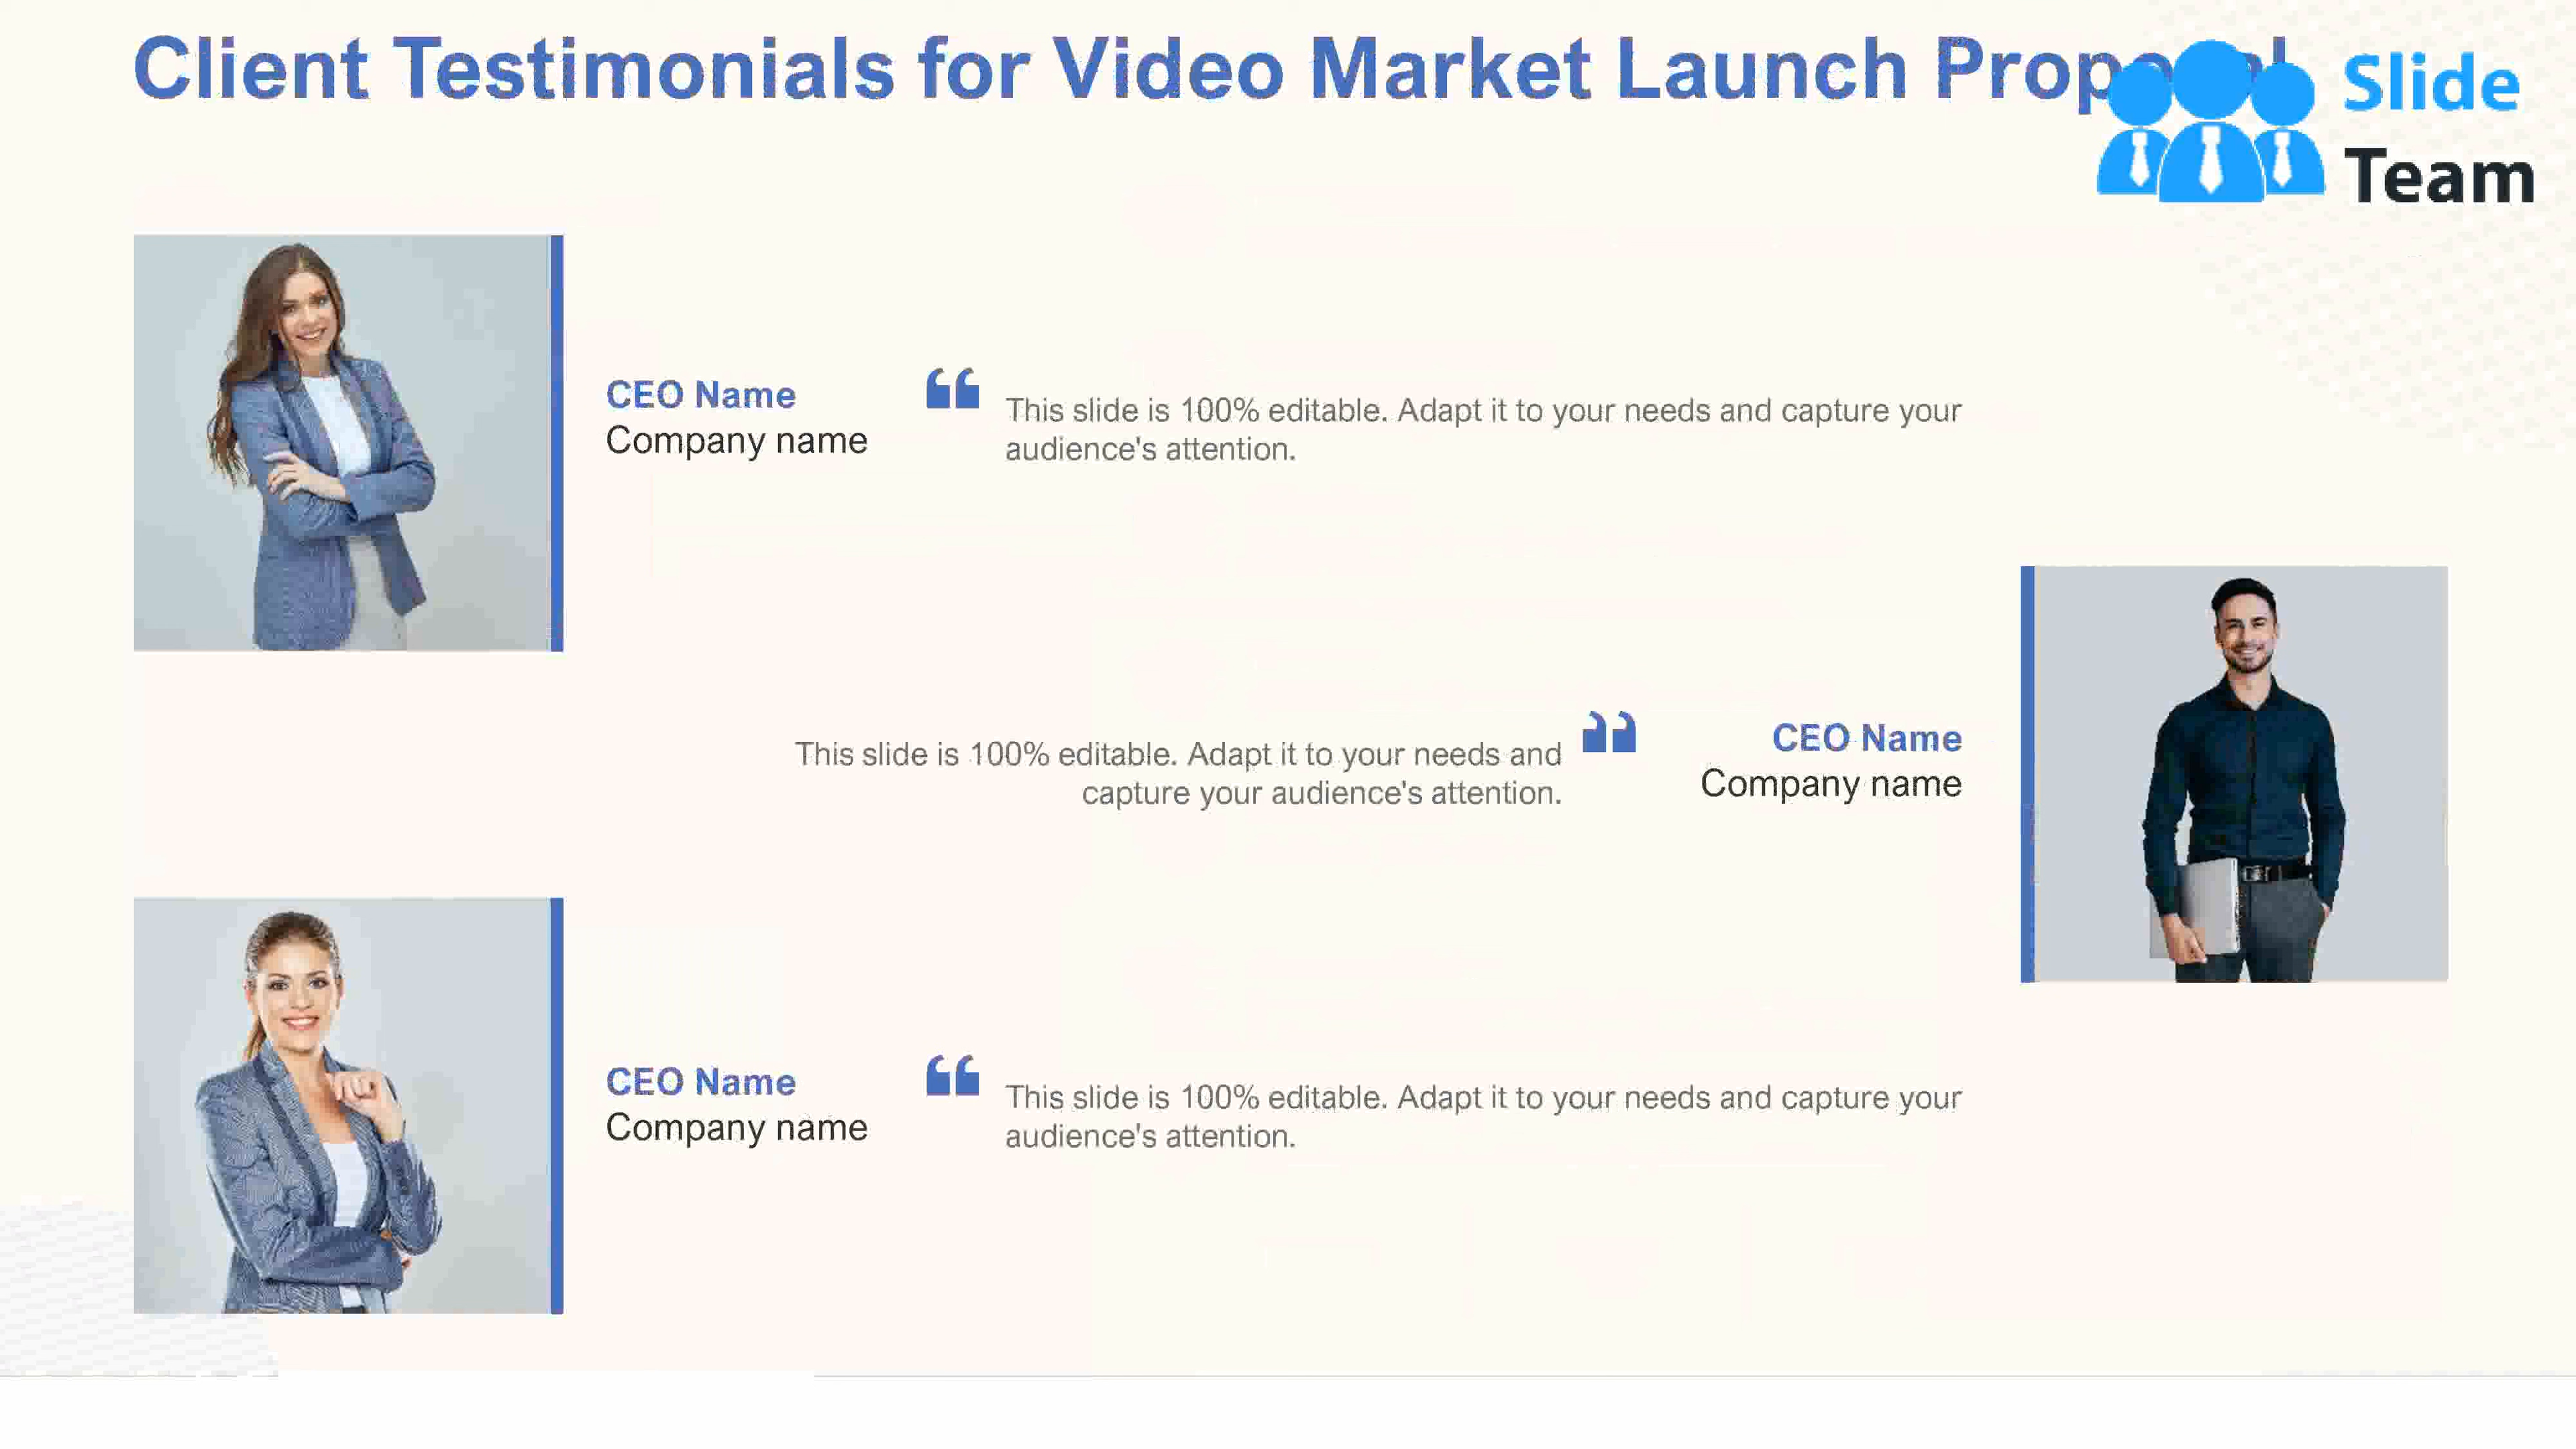 Client Testimonials for Video Market Launch
Slide
Team
CEO Name
Company name
This slide is 100% editable. Adapt it to your needs and capture your
audience's attention.
This slide is 100% editable. Adapt it to your needs and
capture your audience's attention.
CEO Name
Company name
CEO Name
Company name
This slide is 100% editable. Adapt it to your needs and capture your
audience's attention.